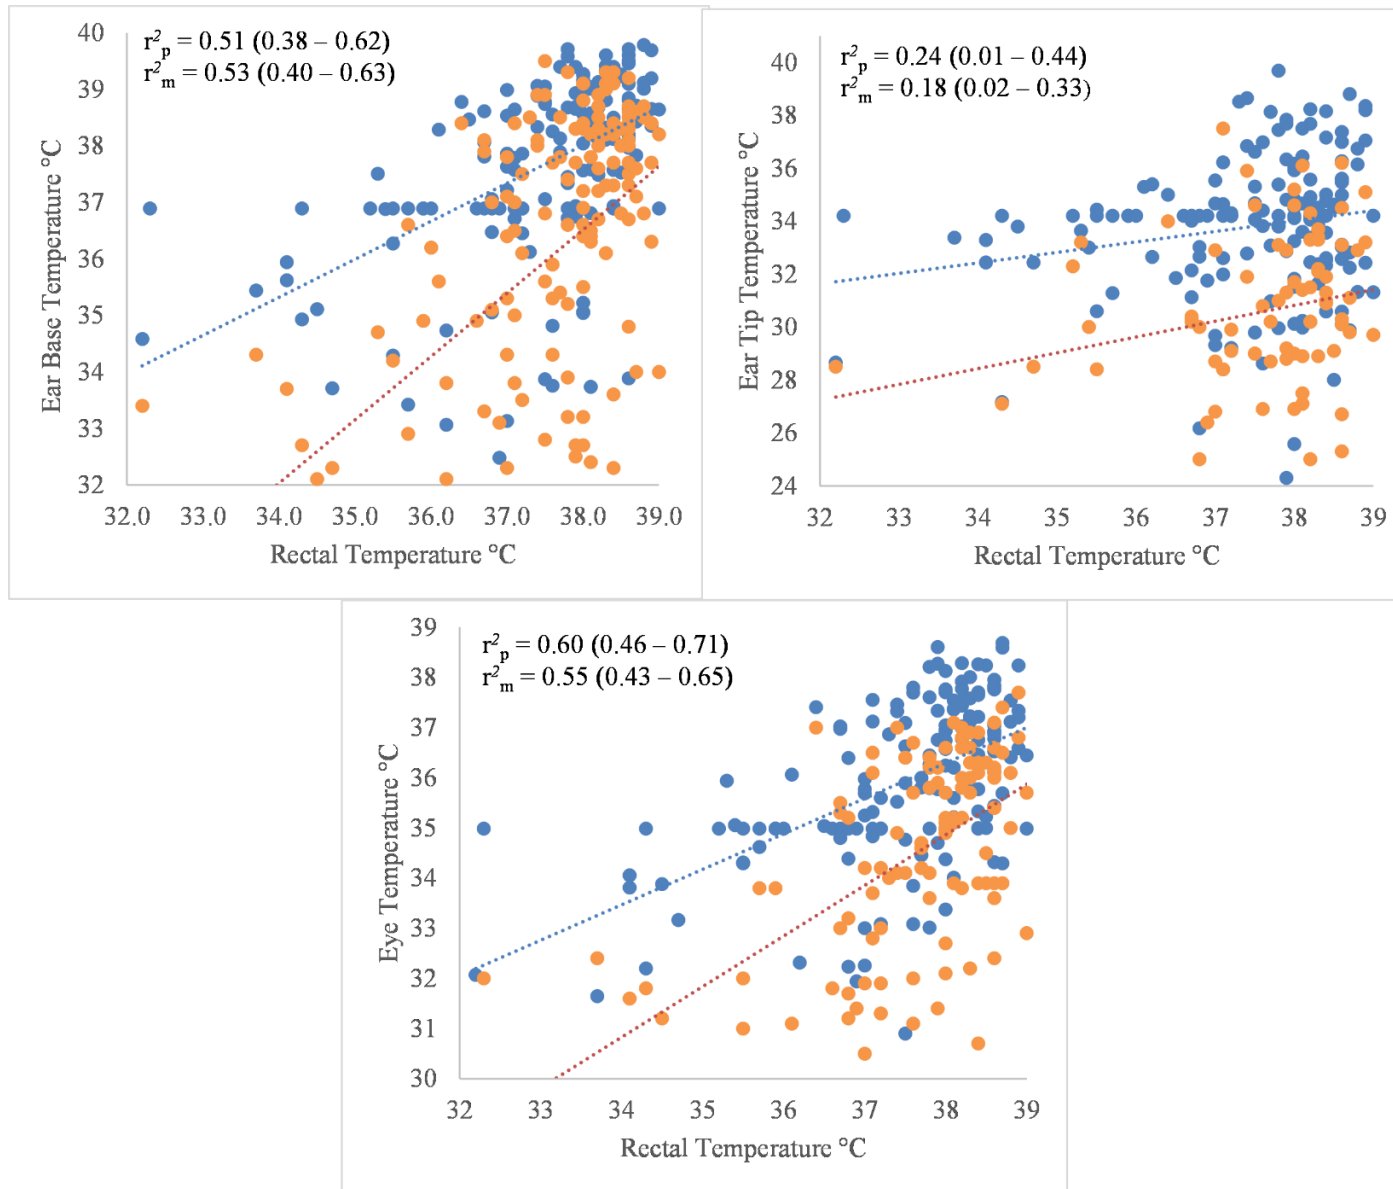 r²p = 0.51 (0.38 – 0.62)
r²m = 0.53 (0.40 – 0.63)
Ear Base Temperature °C
40
39
38
37
36
35
34
33
32
32.0 33.0 34.0 35.0 36.0 37.0 38.0 39.0
Rectal Temperature °C
r²p = 0.24 (0.01 – 0.44)
r²m = 0.18 (0.02 – 0.33)
Ear Tip Temperature °C
40
38
36
34
32
30
28
26
24
32 33 34 35 36 37 38 39
Rectal Temperature °C
r²p = 0.60 (0.46 – 0.71)
r²m = 0.55 (0.43 – 0.65)
Eye Temperature °C
39
38
37
36
35
34
33
32
31
30
32 33 34 35 36 37 38 39
Rectal Temperature °C